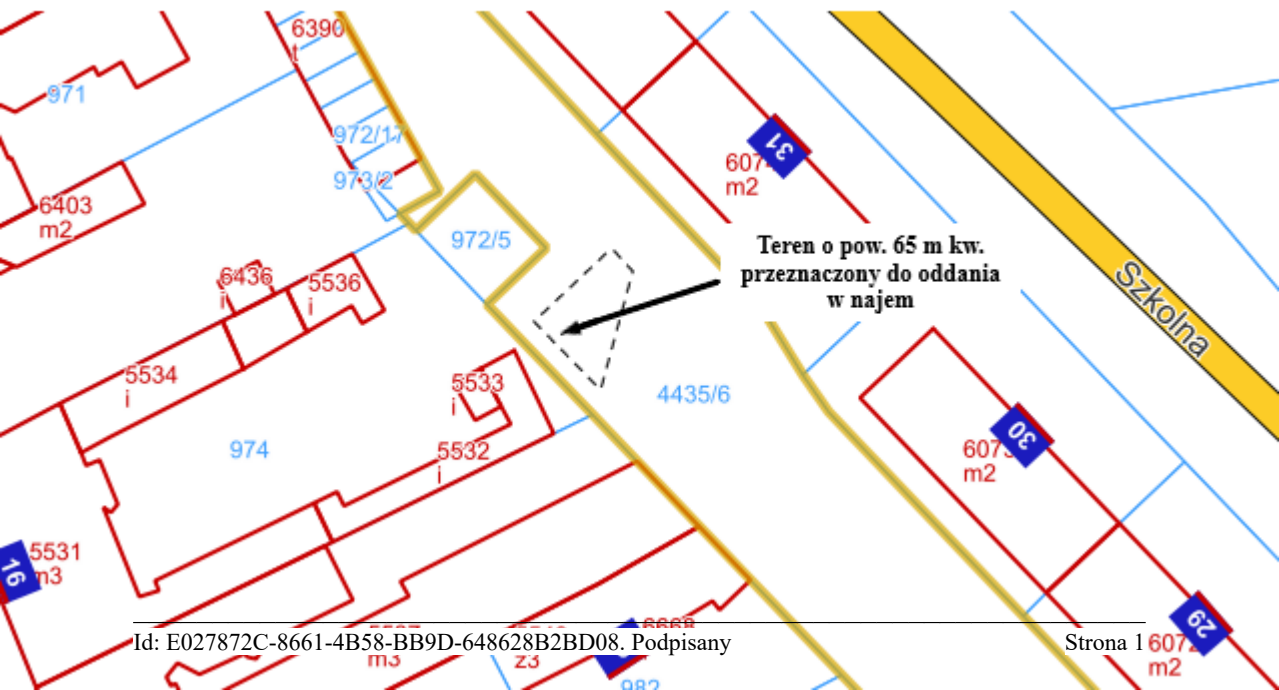 6390
t
971
972/17
973/2
31
607
m2
6403
m2
972/5
Teren o pow. 65 m kw.
przeznaczony do oddania
w najem
Szkolna
6436
i
5536
i
5534
i
5533
i
4435/6
30
607
m2
974
5532
i
5531
m3
16
29
6072
m2
6668
m3
z3
982
Id: E027872C-8661-4B58-BB9D-648628B2BD08. Podpisany
Strona 1